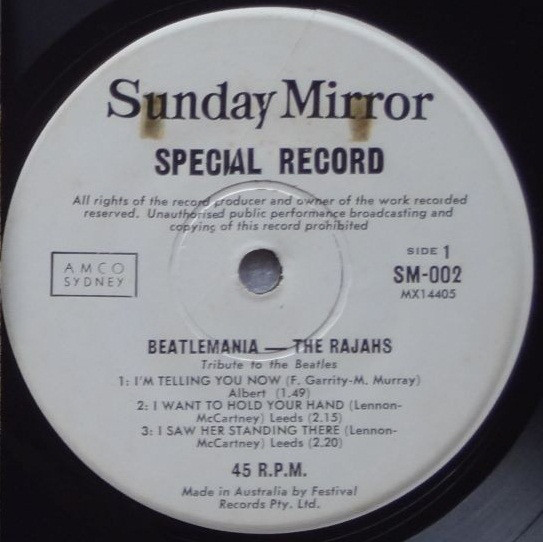 Sunday Mirror
SPECIAL RECORD
All rights of the record producer and owner of the work recorded
reserved. Unauthorised public performance broadcasting and
copying of this record prohibited
AMCO
SYDNEY
SIDE 1
SM-002
MX14405
BEATLEMANIA — THE RAJAHS
Tribute to the Beatles
1: I'M TELLING YOU NOW (F. Garrity-M. Murray)
Albert (1.49)
2: I WANT TO HOLD YOUR HAND (Lennon-
McCartney) Leeds (2.15)
3: I SAW HER STANDING THERE (Lennon-
McCartney) Leeds (2.20)
45 R.P.M.
Made in Australia by Festival
Records Pty. Ltd.